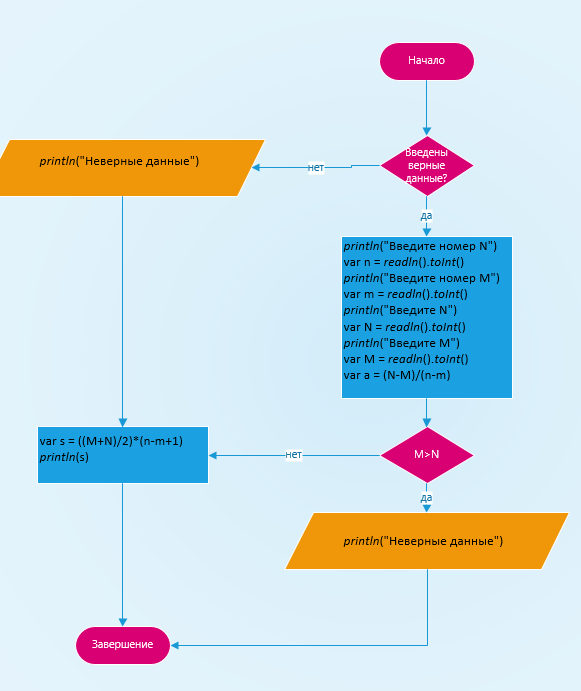 Начало
Введены
верные
данные?
нет
println("Неверные данные")
да
println("Введите номер N")
var n = readln().toInt()
println("Введите номер M")
var m = readln().toInt()
println("Введите N")
var N = readln().toInt()
println("Введите M")
var M = readln().toInt()
var a = (N-M)/(n-m)
M>N
нет
var s = ((M+N)/2)*(n-m+1)
println(s)
да
println("Неверные данные")
Завершение